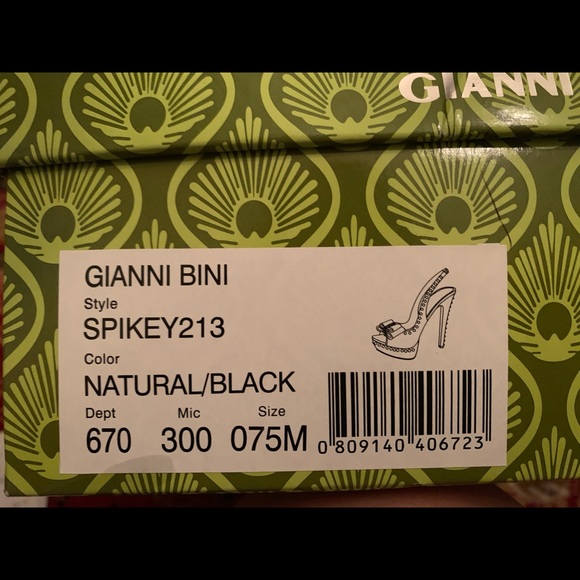 GIANNI
GIANNI BINI
Style
SPIKEY213
Color
NATURAL/BLACK
Dept Mic Size
670 300 075M
0 809140 406723